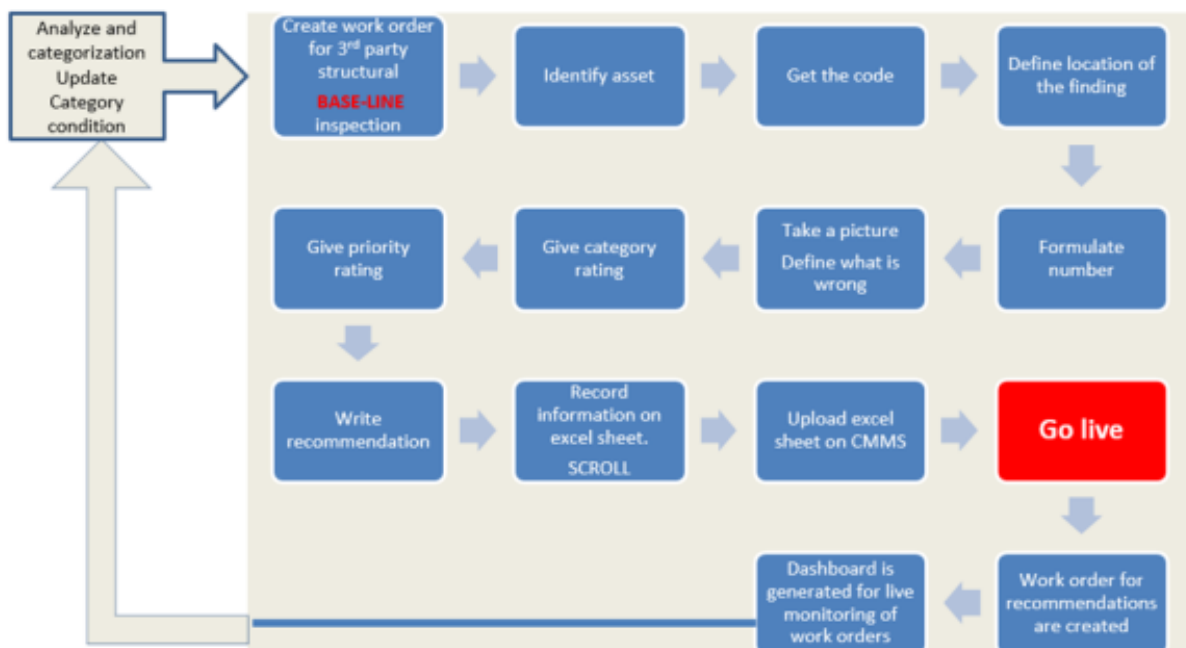 Analyze and
categorization
Update
Category
condition
Create work order
for 3rd party
structural
BASE-LINE
inspection
Identify asset
Get the code
Define location of
the finding
Formulate
number
Take a picture
Define what is
wrong
Give category
rating
Give priority
rating
Write
recommendation
Record
information on
excel sheet.
SCROLL
Upload excel
sheet on CMMS
Go live
Work order for
recommendations
are created
Dashboard is
generated for live
monitoring of
work orders